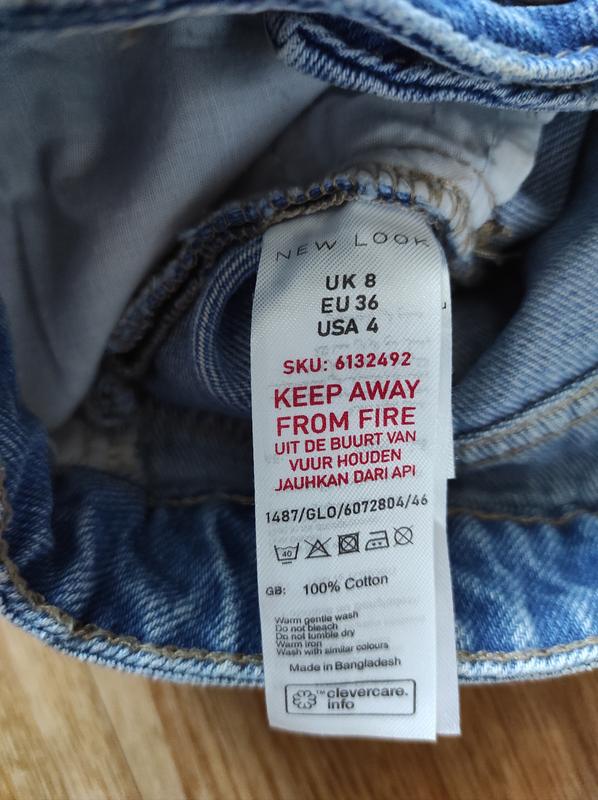 NEW LOOK
UK 8
EU 36
USA 4
SKU: 6132492
KEEP AWAY
FROM FIRE
UIT DE BUURT VAN
VUUR HOUDEN
JAUHKAN DARI API
1487/GLO/6072804/46
40
GB: 100% Cotton
Warm gentle wash
Do not bleach
Do not tumble dry
Warm iron
Wash with similar colours
Made in Bangladesh
™clevercare.
info